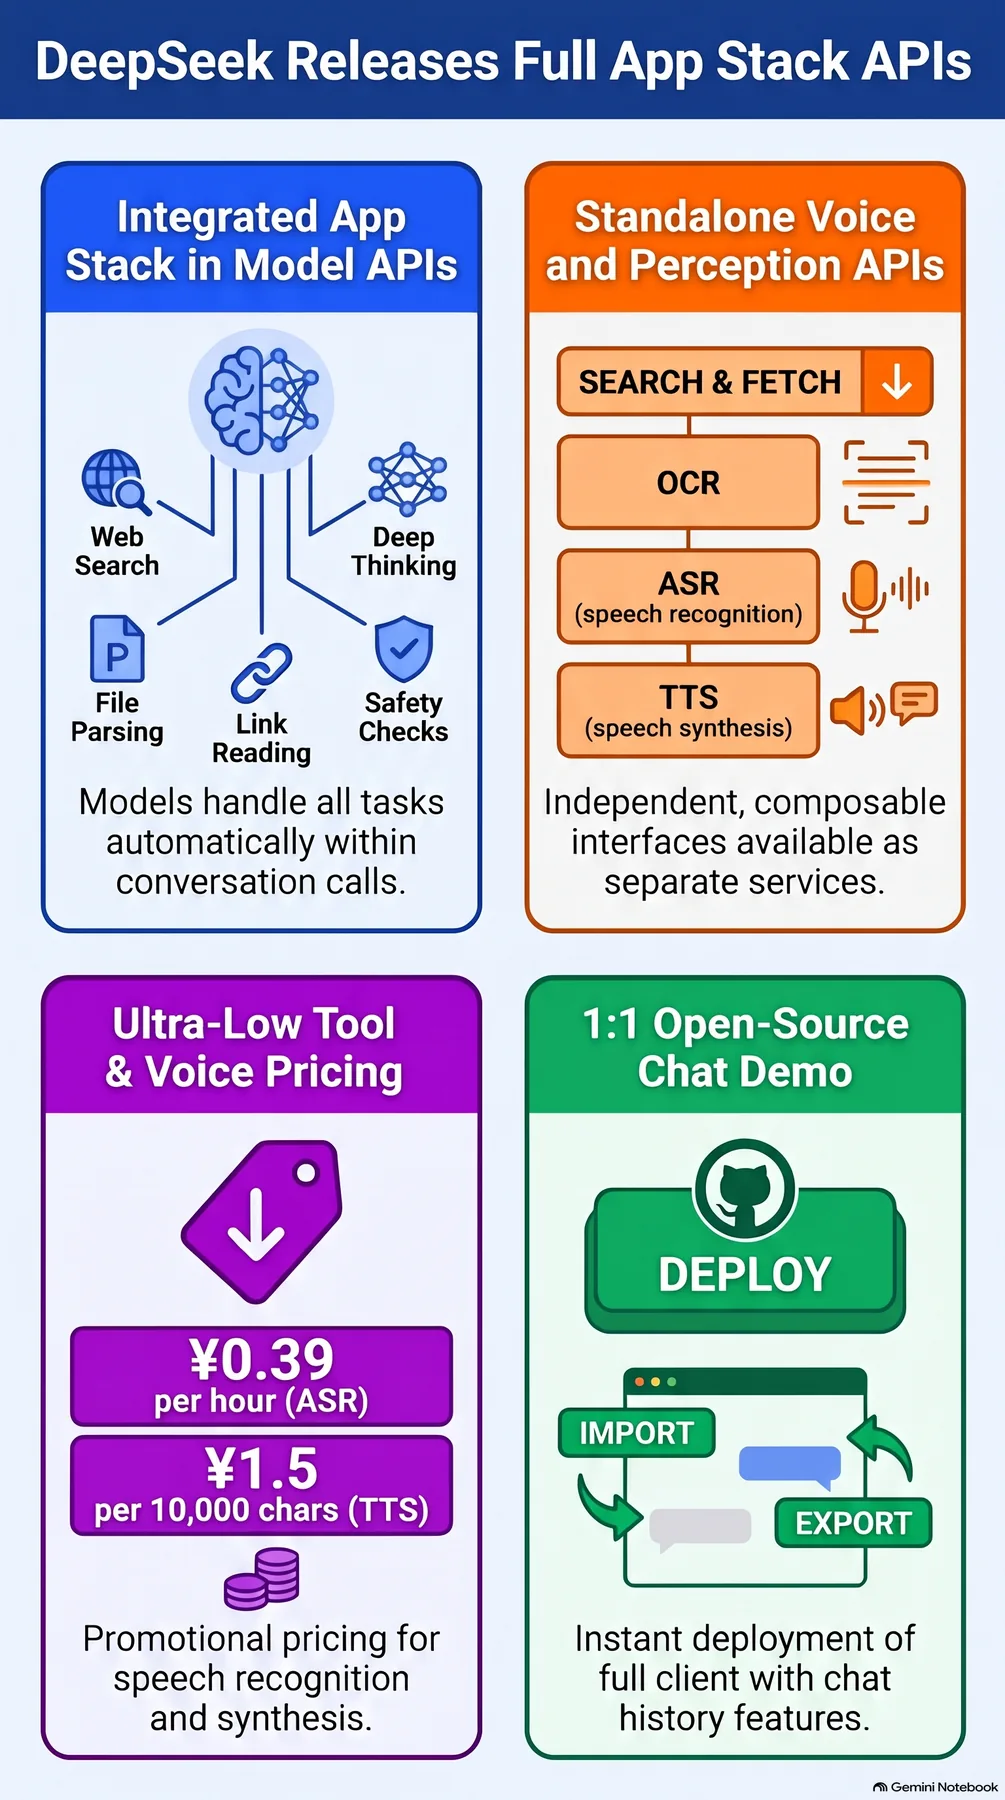 DeepSeek Releases Full App Stack APIs
Integrated App
Stack in Model APIs
Web
Search
Deep
Thinking
P
File
Parsing
Link
Reading
Safety
Checks
Models handle all tasks
automatically within
conversation calls.
Standalone Voice
and Perception APIs
SEARCH & FETCH
OCR
ASR
(speech recognition)
TTS
(speech synthesis)
Independent, composable
interfaces available as
separate services.
Ultra-Low Tool
& Voice Pricing
¥0.39
per hour (ASR)
¥1.5
per 10,000 chars (TTS)
Promotional pricing for
speech recognition
and synthesis.
1:1 Open-Source
Chat Demo
DEPLOY
IMPORT
EXPORT
Instant deployment of
full client with chat
history features.
Gemini Notebook